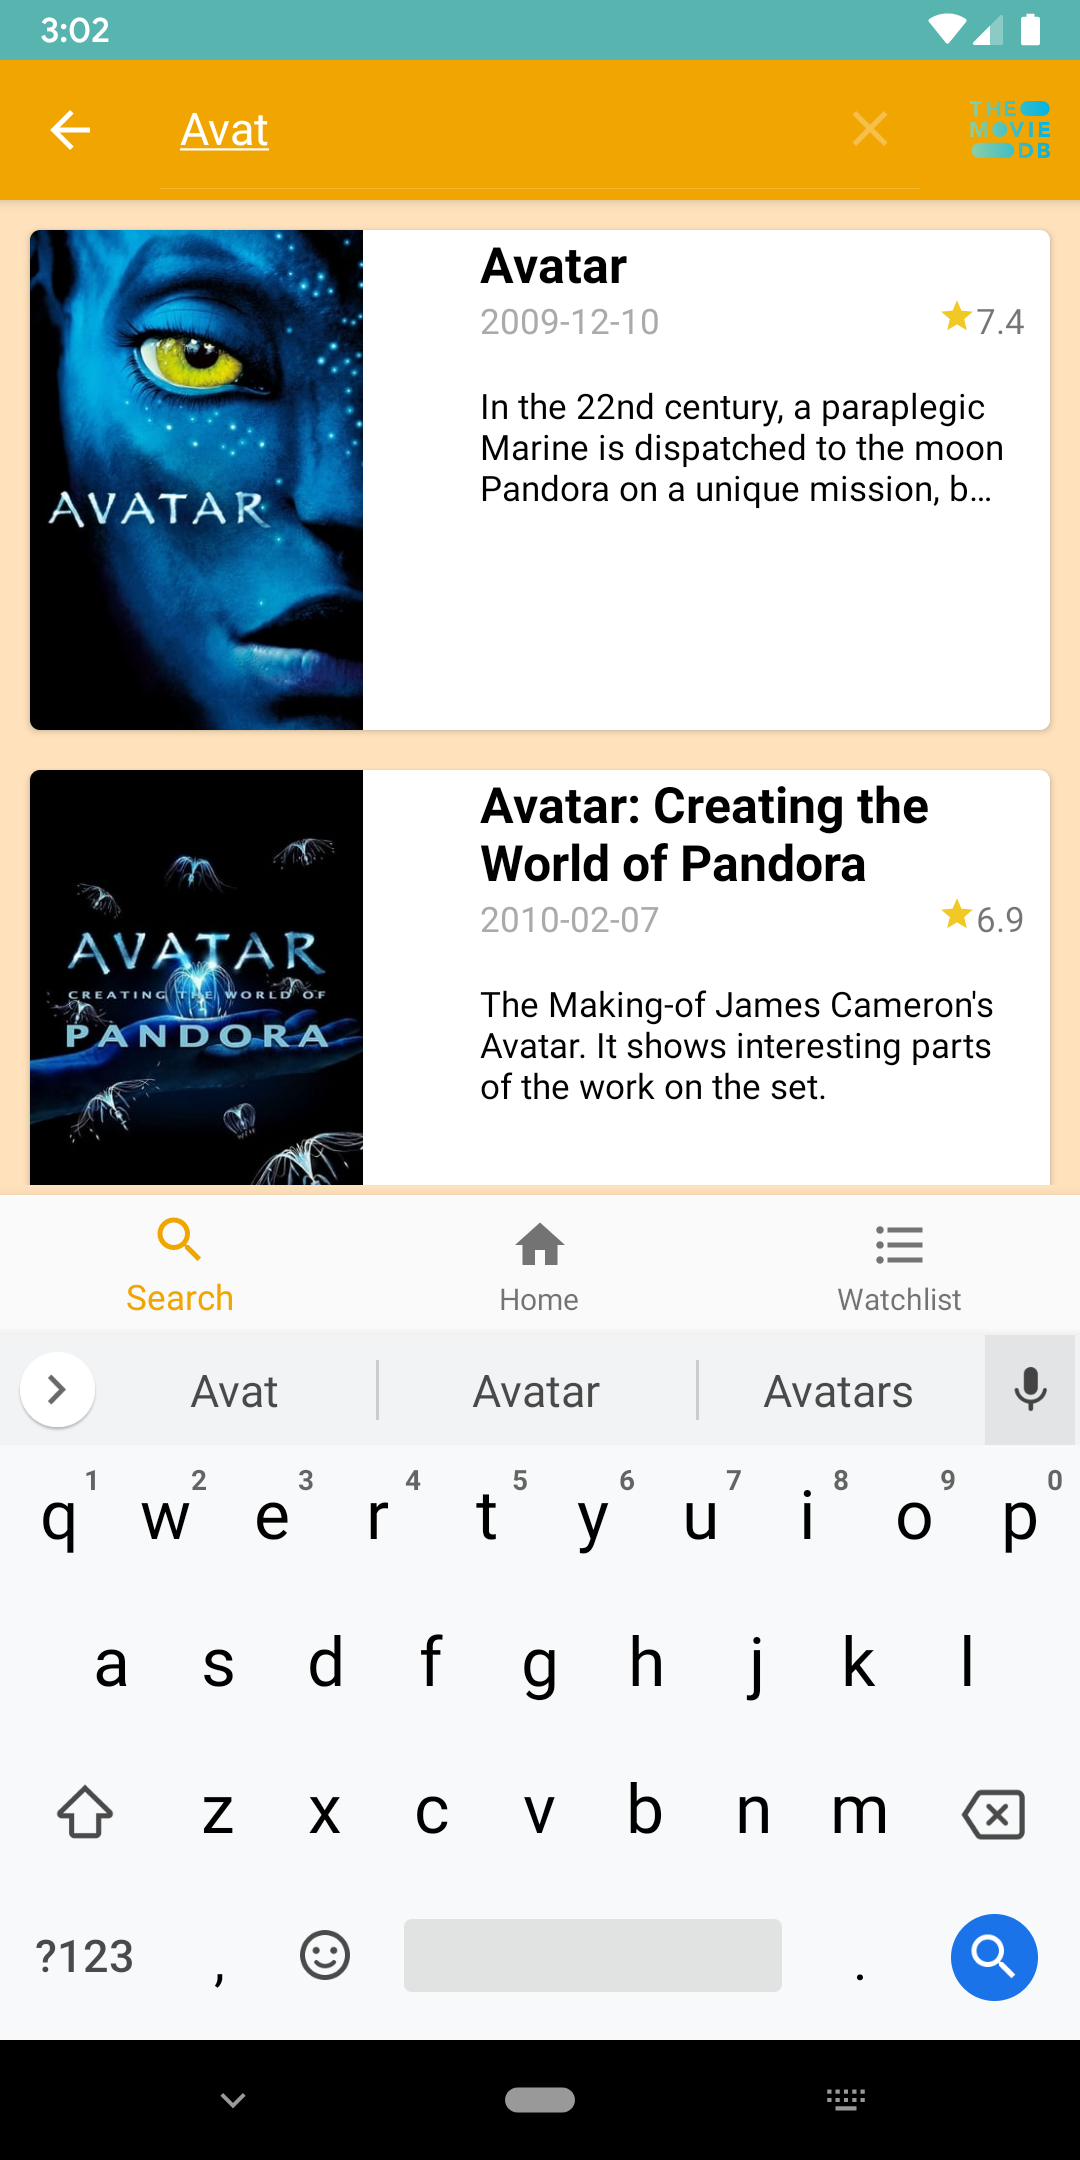 3:02
Avat
THE
MOVIE
DB
Avatar
2009-12-10
7.4
In the 22nd century, a paraplegic
Marine is dispatched to the moon
Pandora on a unique mission, b...
AVATAR
Avatar: Creating the
World of Pandora
2010-02-07
6.9
The Making-of James Cameron's
Avatar. It shows interesting parts
of the work on the set.
AVATAR
CREATING THE WORLD OF
PANDORA
Search
Home
Watchlist
Avat
Avatar
Avatars
1 2 3 4 5 6 7 8 9 0
q w e r t y u i o p
a s d f g h j k l
z x c v b n m
?123 , .